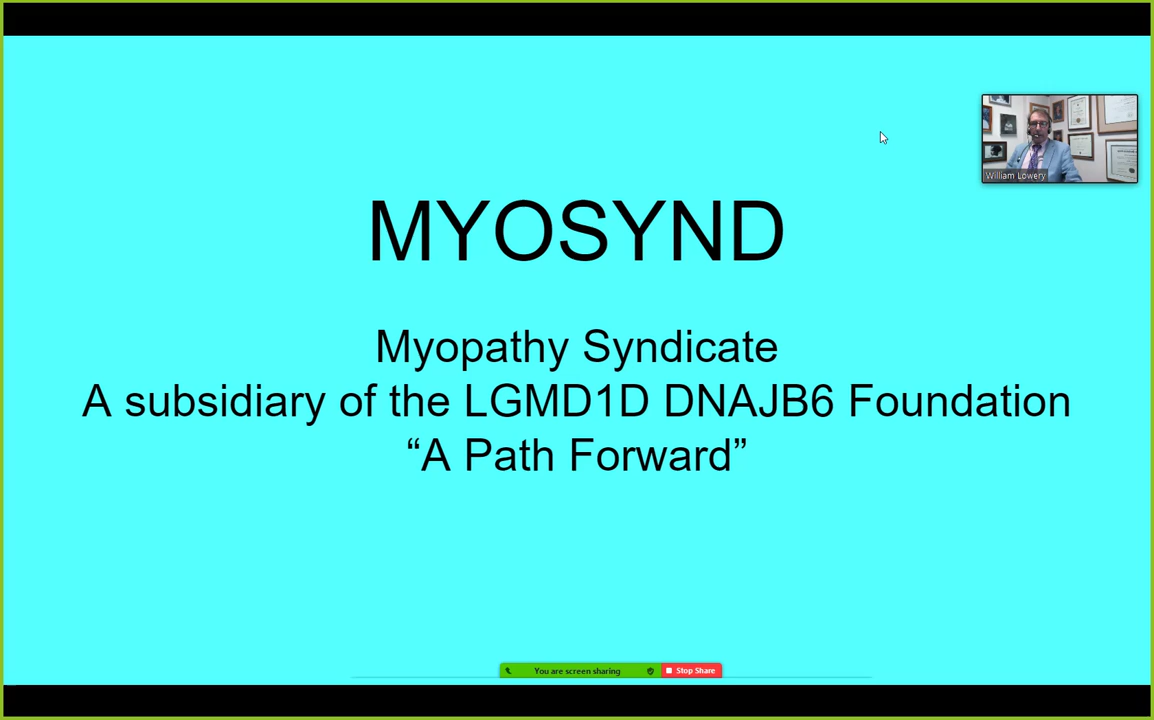 MYOSYND
William Lowery
Myopathy Syndicate
A subsidiary of the LGMD1D DNAJB6 Foundation
“A Path Forward”
You are screen sharing
Stop Share